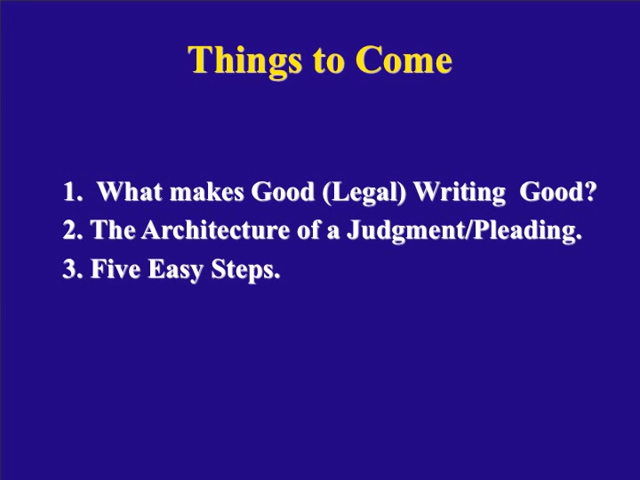 Things to Come
1. What makes Good (Legal) Writing Good?
2. The Architecture of a Judgment/Pleading.
3. Five Easy Steps.